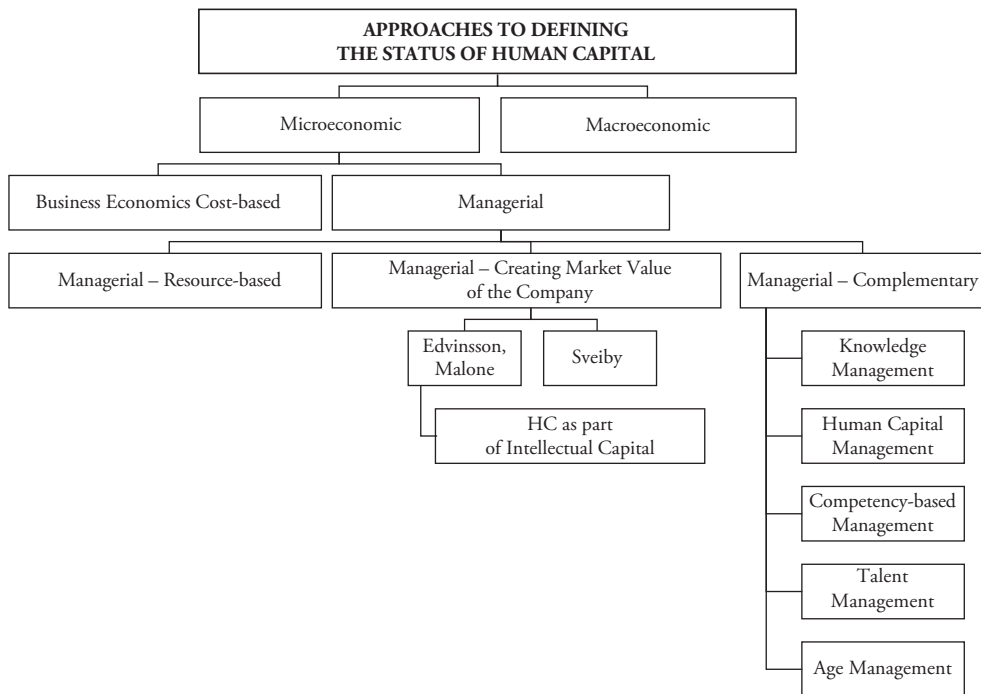 APPROACHES TO DEFINING
THE STATUS OF HUMAN CAPITAL
Microeconomic
Macroeconomic
Business Economics Cost-based
Managerial
Managerial – Resource-based
Managerial – Creating Market Value
of the Company
Managerial – Complementary
Edvinsson,
Malone
Sveiby
HC as part
of Intellectual Capital
Knowledge
Management
Human Capital
Management
Competency-based
Management
Talent
Management
Age Management